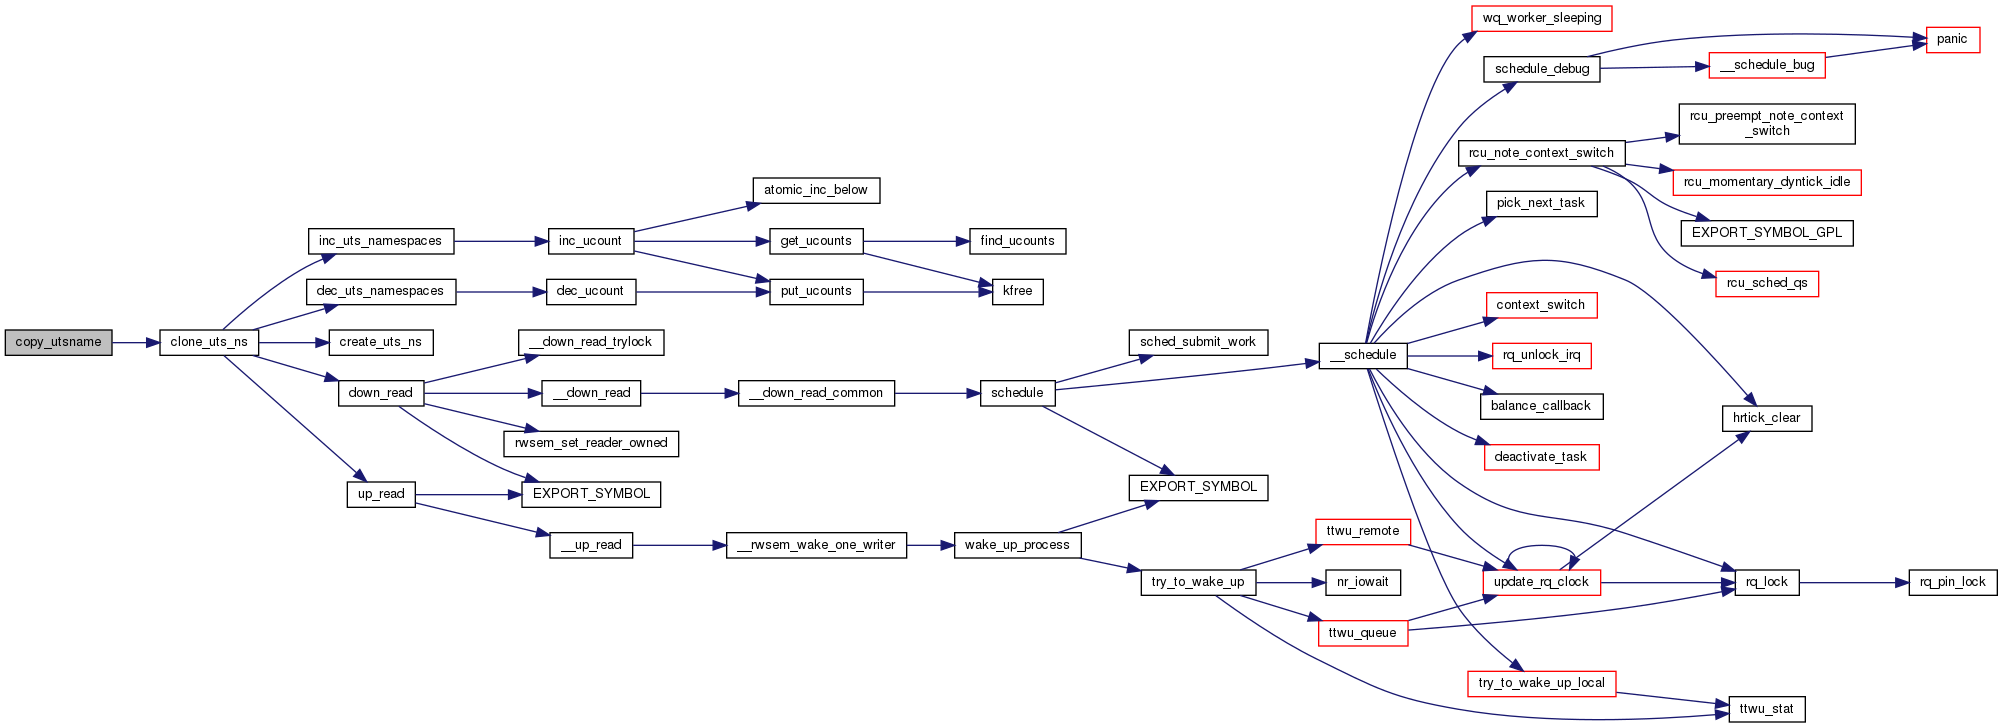 copy_utsname
clone_uts_ns
inc_uts_namespaces
dec_uts_namespaces
create_uts_ns
down_read
up_read
inc_ucount
dec_ucount
__down_read_trylock
__down_read
rwsem_set_reader_owned
EXPORT_SYMBOL
__up_read
atomic_inc_below
get_ucounts
put_ucounts
__down_read_common
__rwsem_wake_one_writer
find_ucounts
kfree
schedule
wake_up_process
sched_submit_work
EXPORT_SYMBOL
try_to_wake_up
__schedule
ttwu_remote
nr_iowait
ttwu_queue
wq_worker_sleeping
schedule_debug
rcu_note_context_switch
pick_next_task
context_switch
rq_unlock_irq
balance_callback
deactivate_task
update_rq_clock
try_to_wake_up_local
__schedule_bug
rcu_preempt_note_context
_switch
rcu_momentary_dyntick_idle
EXPORT_SYMBOL_GPL
rcu_sched_qs
hrtick_clear
rq_lock
ttwu_stat
panic
rq_pin_lock